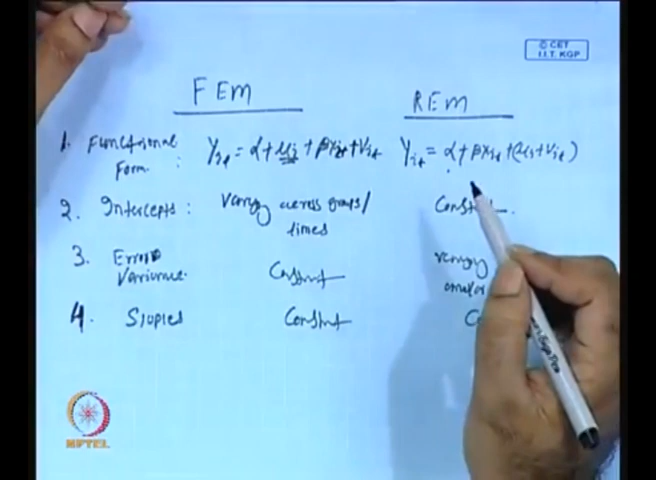 © CET
I.I.T. KGP
FEM REM
1. Functional Form : Yit = α + μi + βXit + Vit Yit = α + βXit + (μi + Vit)
2. Intercepts : Varying across groups/ times Constant.
3. Error Variance Constant varying
4. Slopes Constant
NPTEL